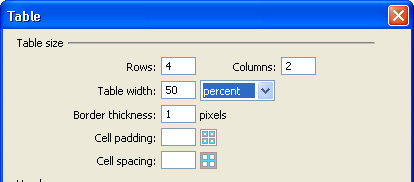 Table
Table size
Rows: 4 Columns: 2
Table width: 50 percent
Border thickness: 1 pixels
Cell padding:
Cell spacing: